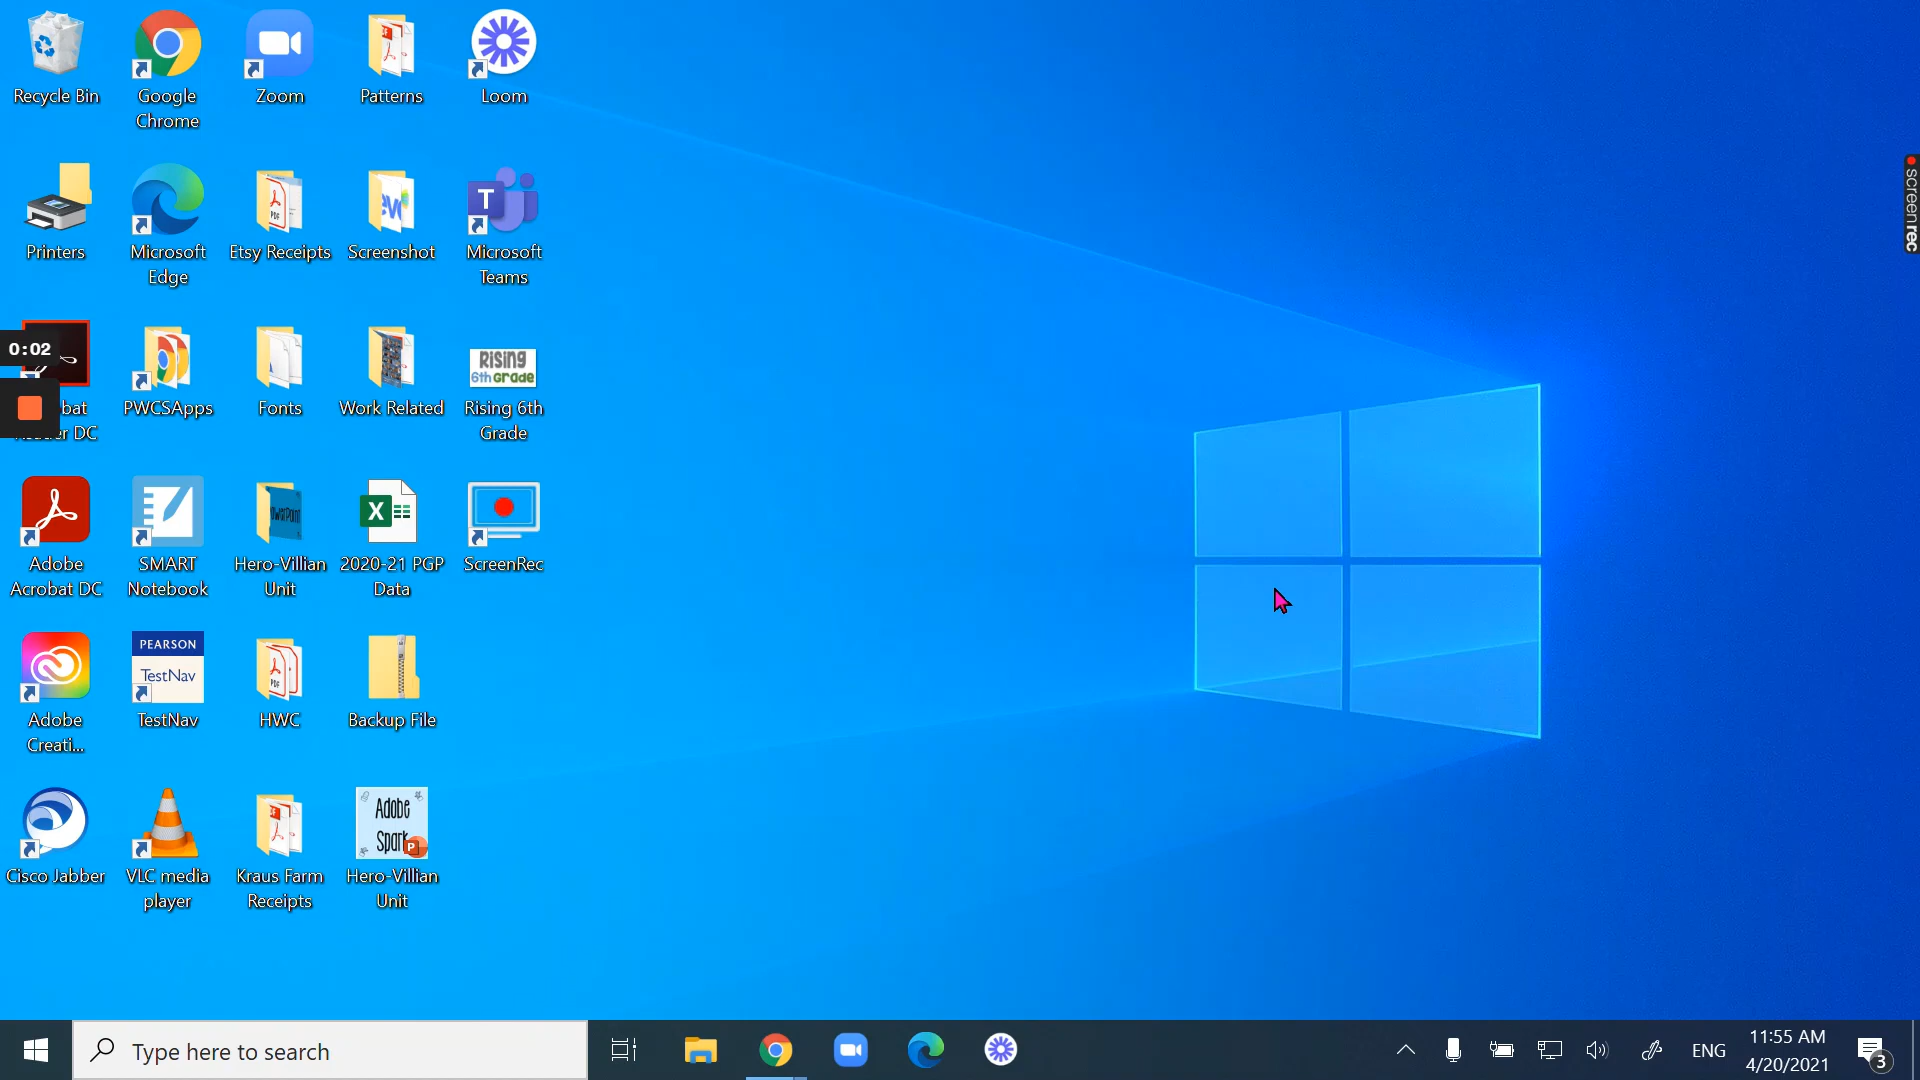 Recycle Bin
Google
Chrome
Zoom
Patterns
Loom
Printers
Microsoft
Edge
Etsy Receipts
Screenshot
T
Microsoft
Teams
0:02
bat
DC
PWCSApps
Fonts
Work Related
Rising
6th Grade
Rising 6th
Grade
Adobe
Acrobat DC
SMART
Notebook
Hero-Villian
Unit
X
2020-21 PGP
Data
ScreenRec
Adobe
Creati...
PEARSON
TestNav
TestNav
PDF
HWC
Backup File
Cisco Jabber
VLC media
player
Kraus Farm
Receipts
Adobe
Spark
P
Hero-Villian
Unit
screenrec
Type here to search
ENG
11:55 AM
4/20/2021
3